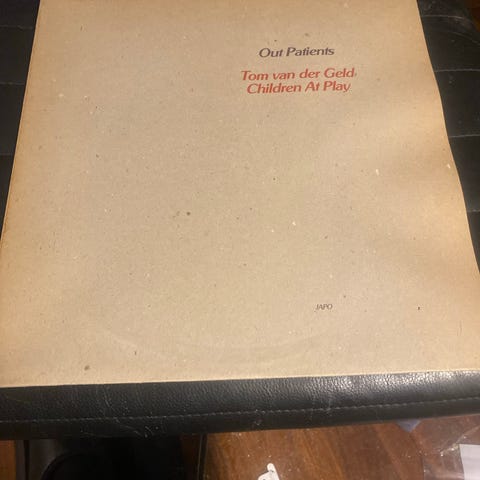 Out Patients
Tom van der Geld,
Children At Play
JAPO